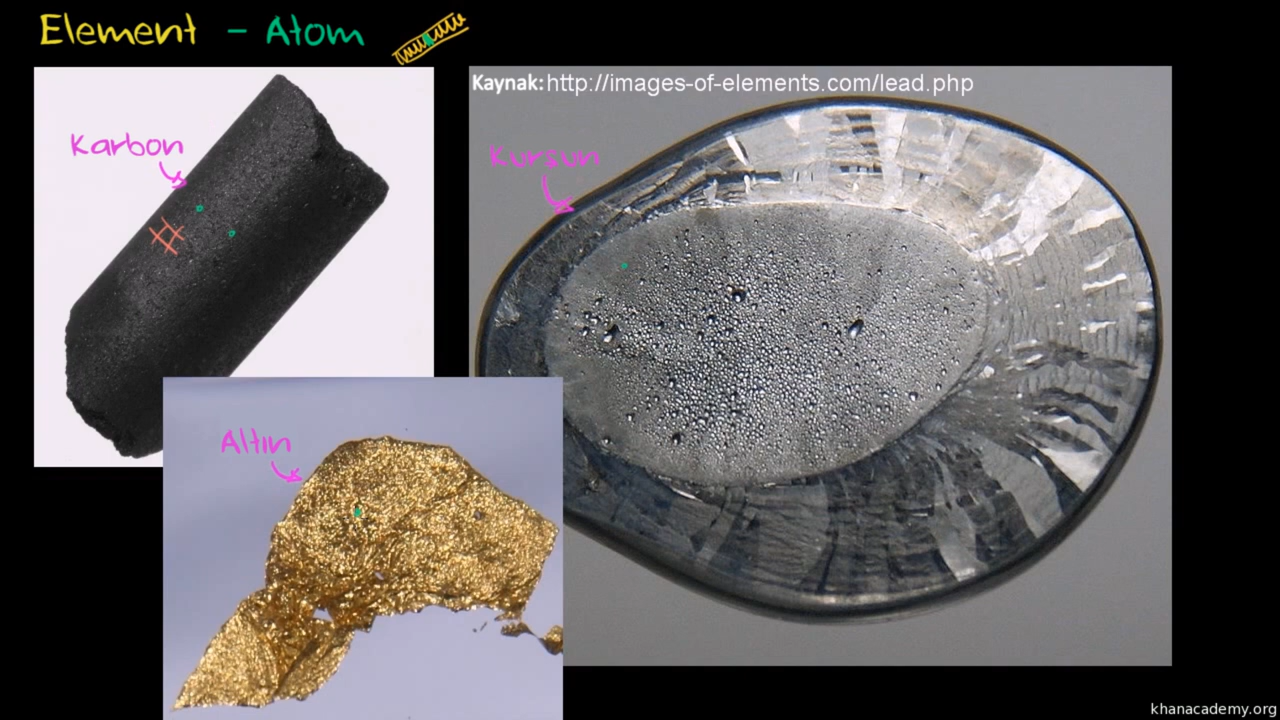 Element - Atom
Kaynak: http://images-of-elements.com/lead.php
Karbon
Kurşun
Altın
khanacademy.org